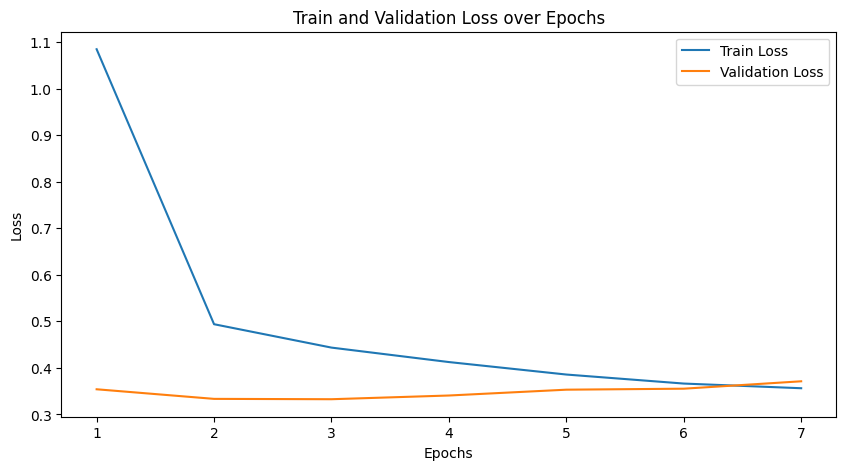 Train and Validation Loss over Epochs
Train Loss
Validation Loss
Loss
1.1
1.0
0.9
0.8
0.7
0.6
0.5
0.4
0.3
1 2 3 4 5 6 7
Epochs